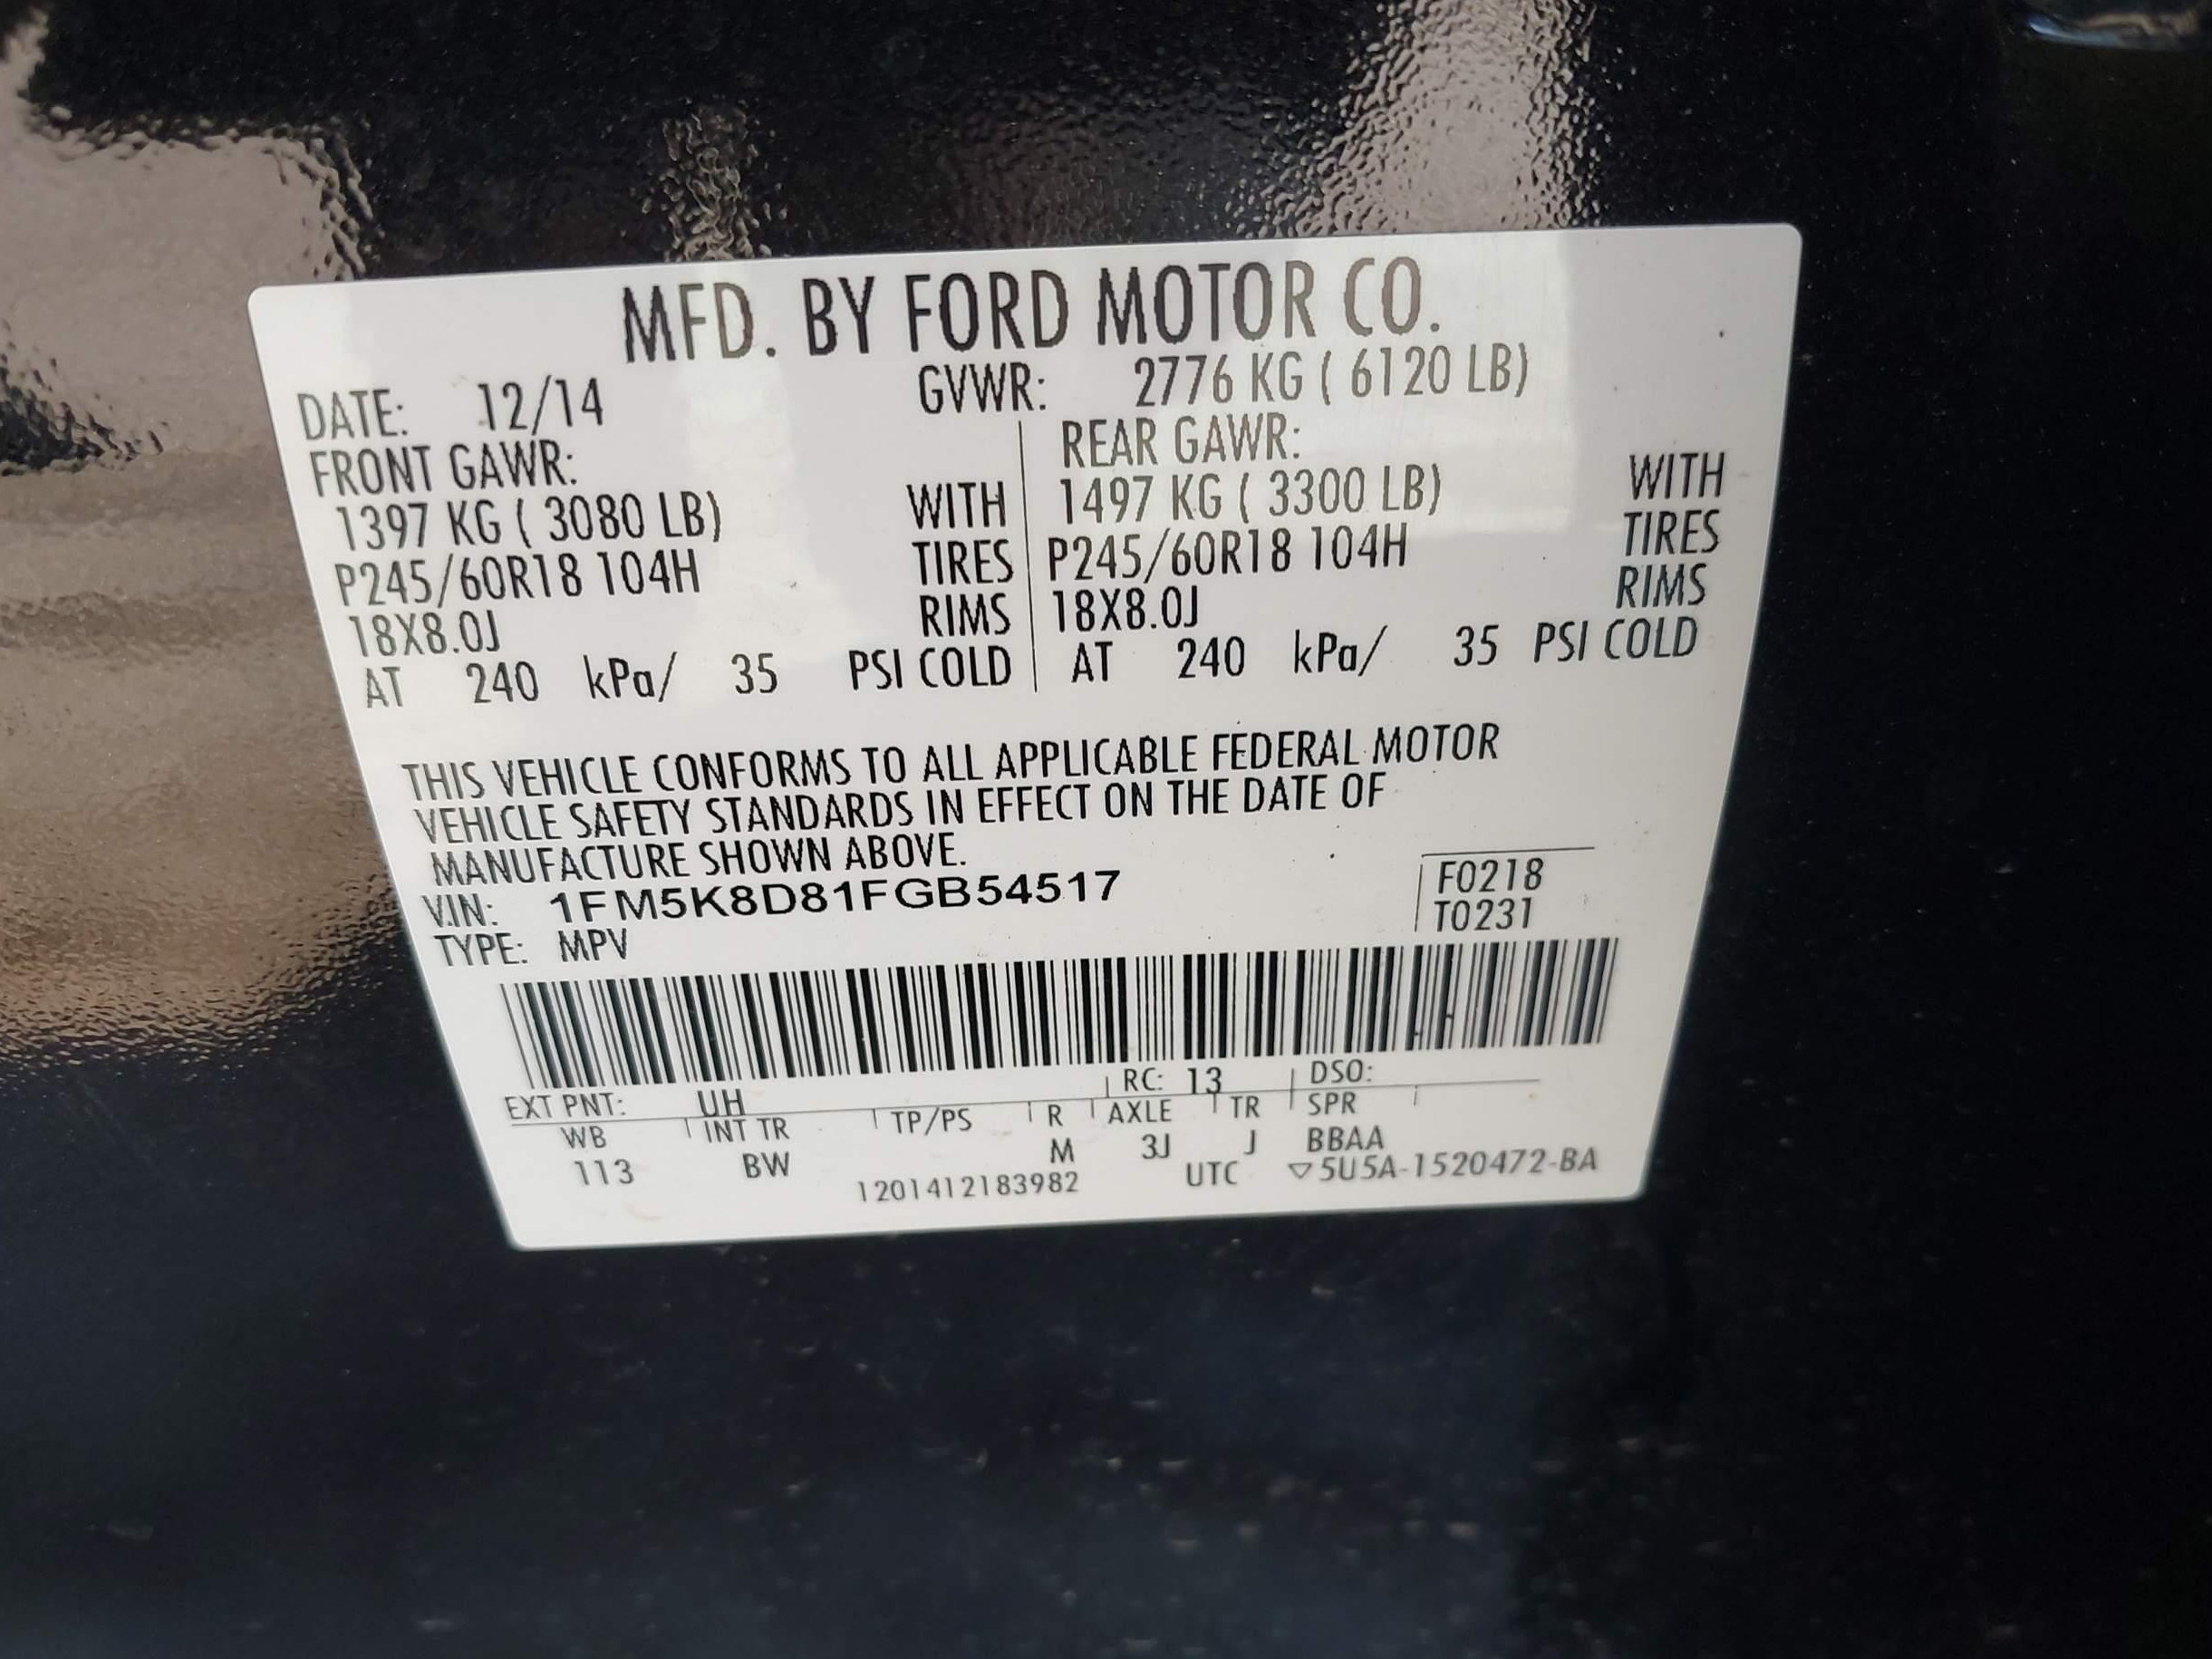 MFD. BY FORD MOTOR CO.
DATE: 12/14 GVWR: 2776 KG ( 6120 LB)
FRONT GAWR: REAR GAWR:
1397 KG ( 3080 LB) WITH 1497 KG ( 3300 LB) WITH
P245/60R18 104H TIRES P245/60R18 104H TIRES
18X8.0J RIMS 18X8.0J RIMS
AT 240 kPa/ 35 PSI COLD AT 240 kPa/ 35 PSI COLD
THIS VEHICLE CONFORMS TO ALL APPLICABLE FEDERAL MOTOR
VEHICLE SAFETY STANDARDS IN EFFECT ON THE DATE OF
MANUFACTURE SHOWN ABOVE.
VIN: 1FM5K8D81FGB54517 F0218
TYPE: MPV T0231
EXT PNT: UH RC: 13 DSO:
WB INT TR TP/PS R AXLE TR SPR
113 BW M 3J J BBAA
1201412183982 UTC ▽5U5A-1520472-BA